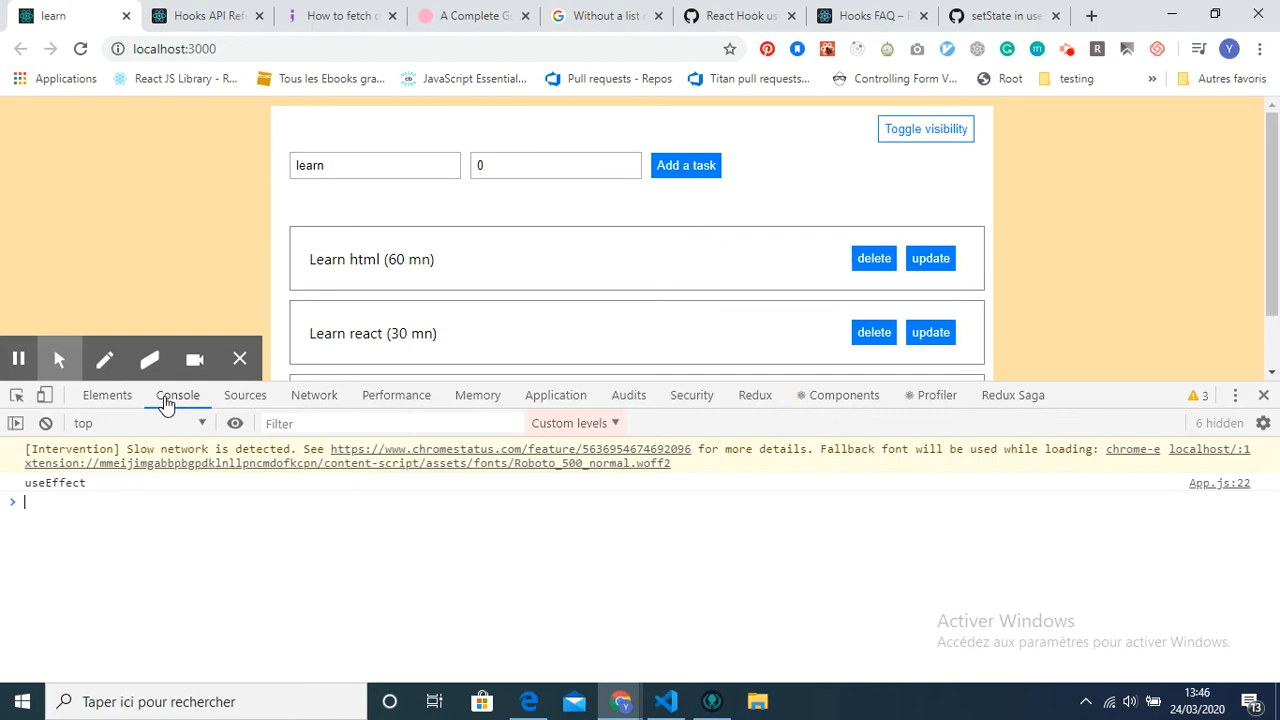 learn
Hooks API Ref
How to fetch c
A Complete Gu
Without a list r
React Hook us
Hooks FAQ – F
setState in use
localhost:3000
Y
Applications
React JS Library - R...
Tous les Ebooks gra...
JavaScript Essential...
Pull requests - Repos
Titan pull requests...
Controlling Form V...
Root
testing
»
Autres favoris
Toggle visibility
learn
0
Add a task
Learn html (60 mn)
delete
update
Learn react (30 mn)
delete
update
Elements
Console
Sources
Network
Performance
Memory
Application
Audits
Security
Redux
Components
Profiler
Redux Saga
3
top
Filter
Custom levels
6 hidden
[Intervention] Slow network is detected. See https://www.chromestatus.com/feature/5636954674692096 for more details. Fallback font will be used while loading: chrome-e
localhost/:1
xtension://mmeijimgabbpbgpdklnllpncmdofkcpn/content-script/assets/fonts/Roboto_500_normal.woff2
useEffect
App.js:22
Activer Windows
Accédez aux paramètres pour activer Windows.
Taper ici pour rechercher
13:46
24/03/2020
13